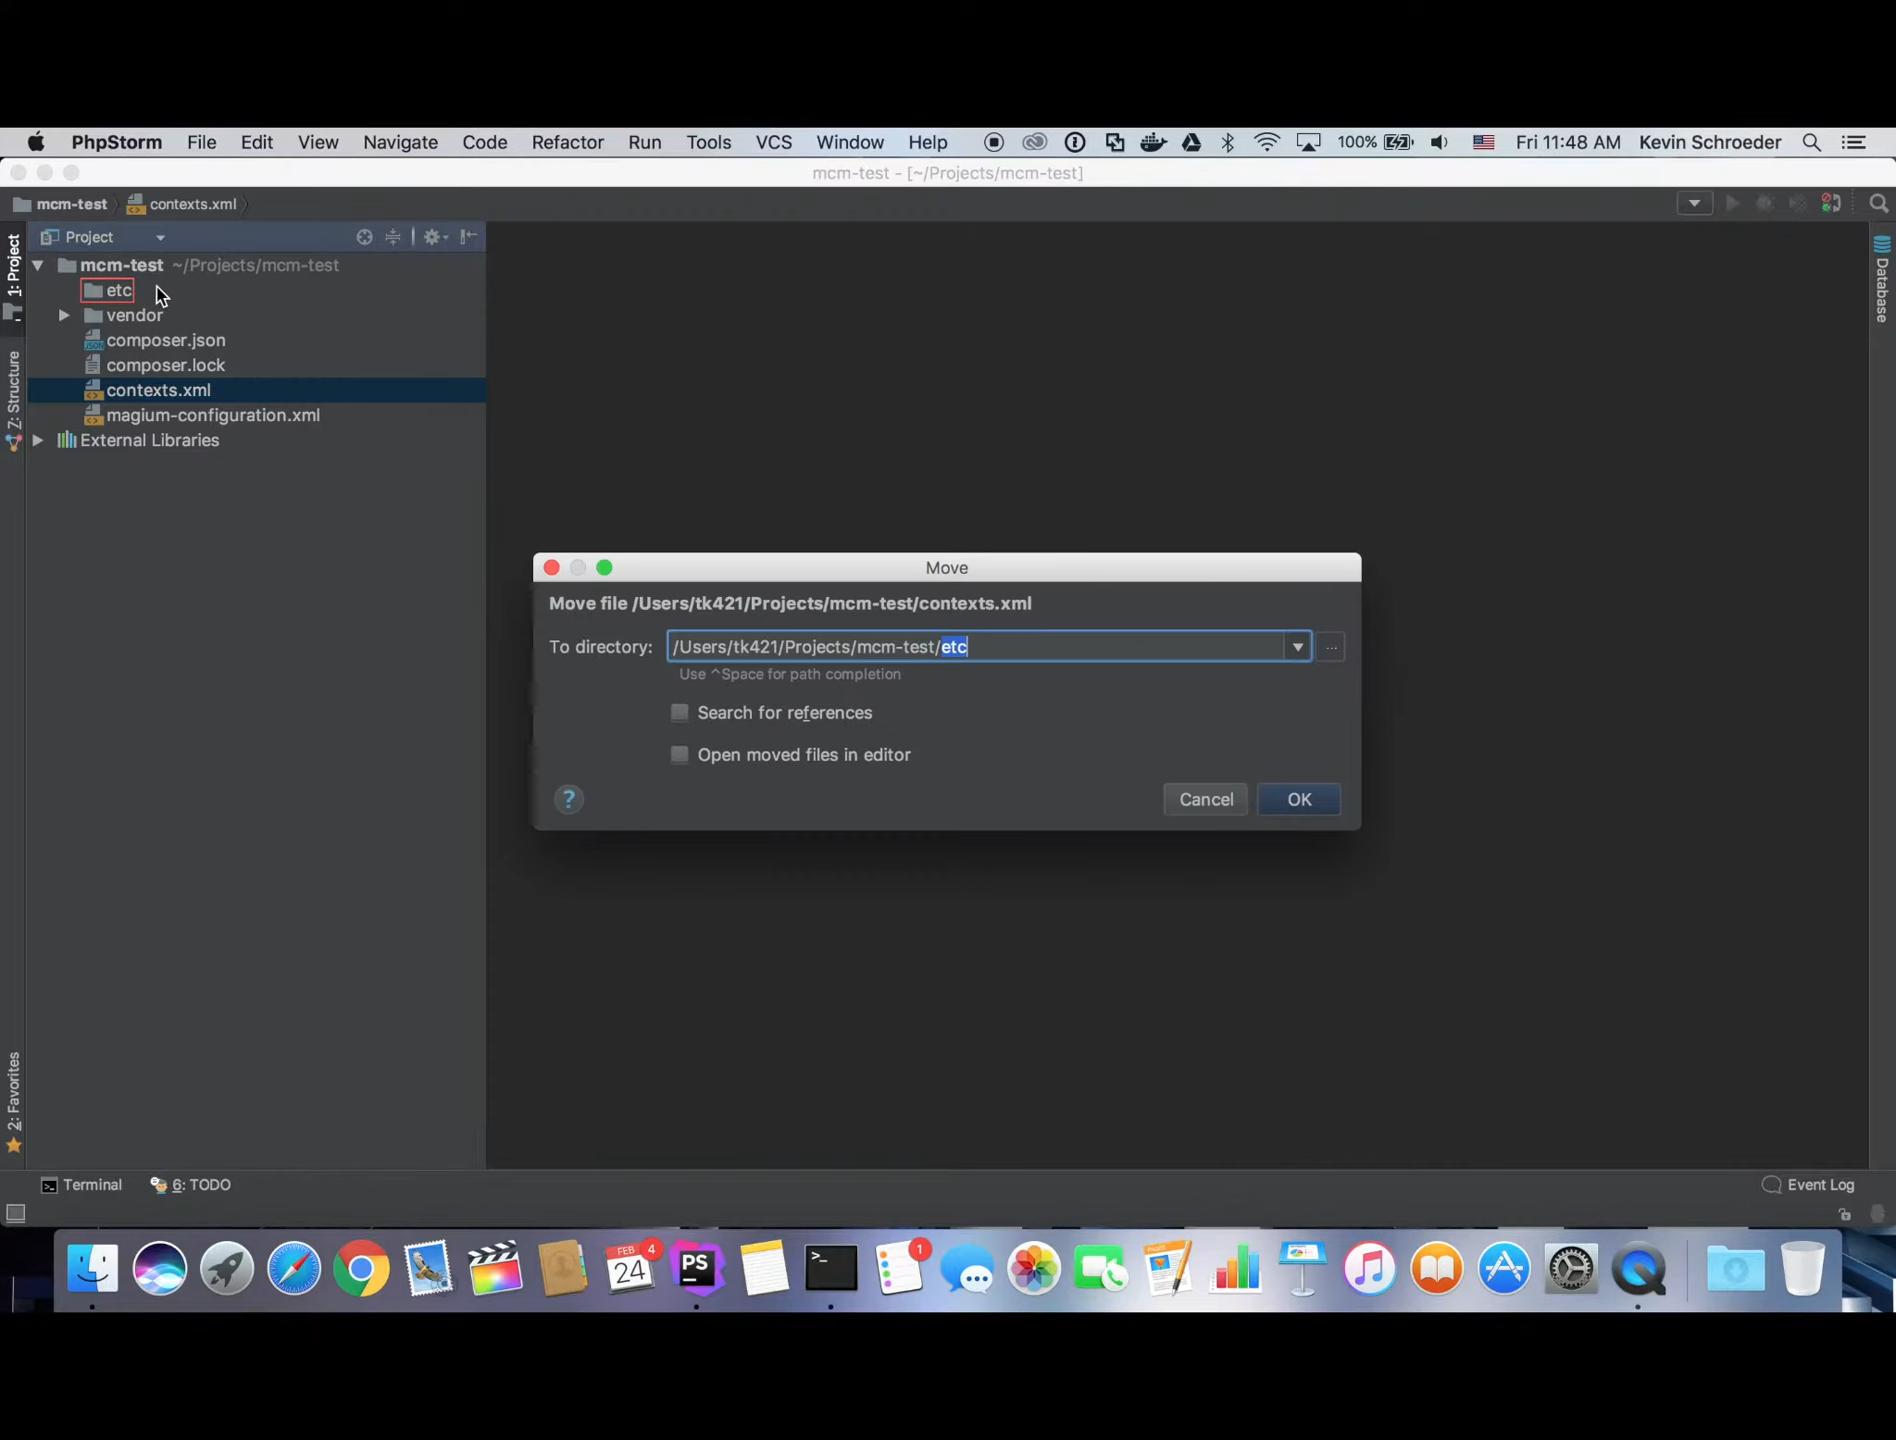 PhpStorm File Edit View Navigate Code Refactor Run Tools VCS Window Help 100% Fri 11:48 AM Kevin Schroeder
mcm-test - [~/Projects/mcm-test]
mcm-test contexts.xml
1: Project
Project
mcm-test ~/Projects/mcm-test
etc
vendor
composer.json
JSON
composer.lock
contexts.xml
magium-configuration.xml
External Libraries
Z: Structure
2: Favorites
Database
Move
Move file /Users/tk421/Projects/mcm-test/contexts.xml
To directory: /Users/tk421/Projects/mcm-test/etc
...
Use ^Space for path completion
Search for references
Open moved files in editor
? Cancel OK
Terminal 6: TODO Event Log
FEB 4 1
24 PS >_
PAGES